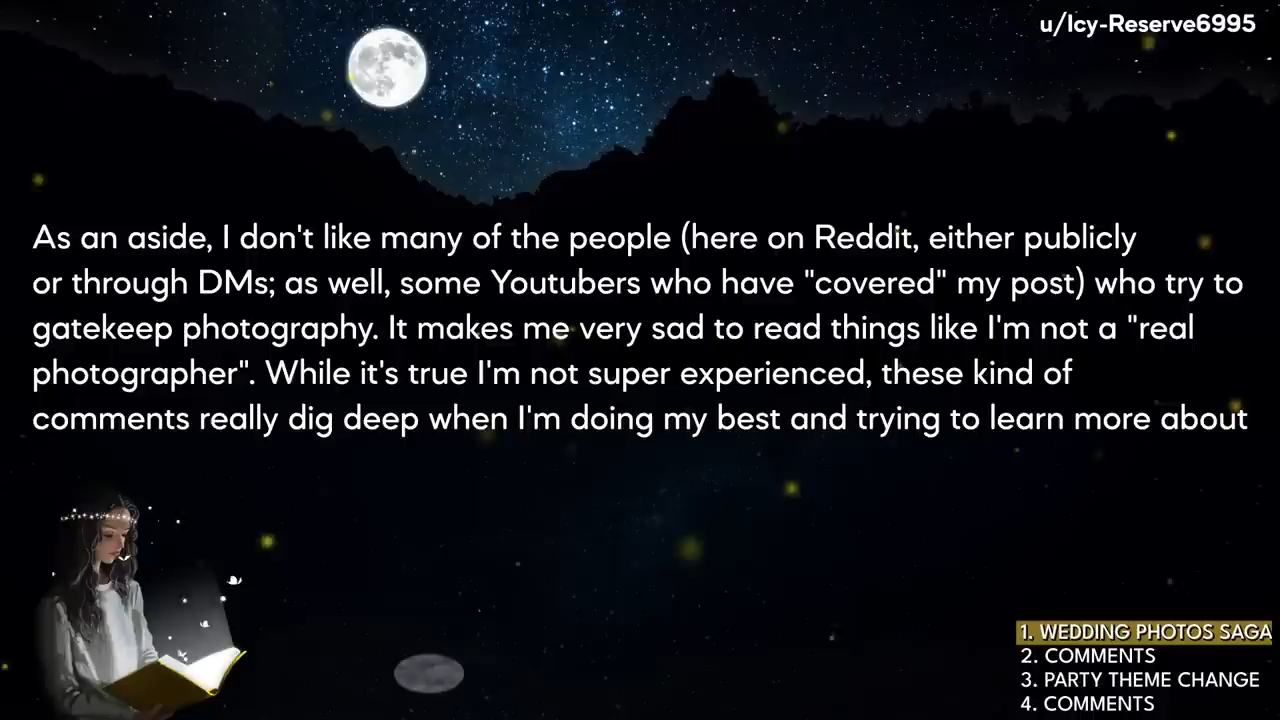 u/Icy-Reserve6995
As an aside, I don't like many of the people (here on Reddit, either publicly
or through DMs; as well, some Youtubers who have "covered" my post) who try to
gatekeep photography. It makes me very sad to read things like I'm not a "real
photographer". While it's true I'm not super experienced, these kind of
comments really dig deep when I'm doing my best and trying to learn more about
1. WEDDING PHOTOS SAGA
2. COMMENTS
3. PARTY THEME CHANGE
4. COMMENTS